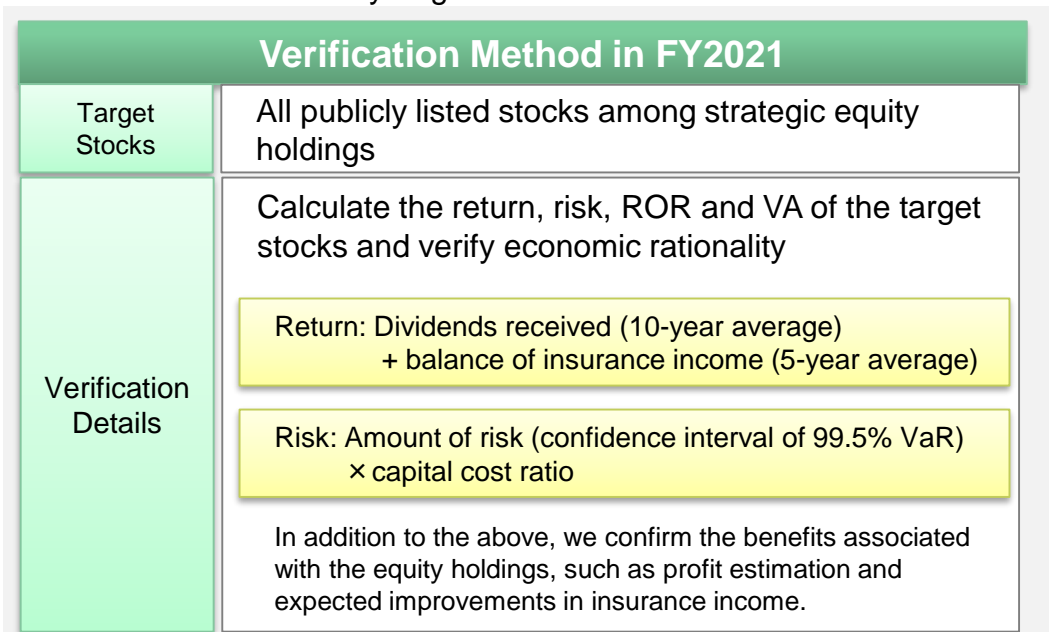 Verification Method in FY2021
Target
Stocks
All publicly listed stocks among strategic equity
holdings
Verification
Details
Calculate the return, risk, ROR and VA of the target
stocks and verify economic rationality
Return: Dividends received (10-year average)
+ balance of insurance income (5-year average)
Risk: Amount of risk (confidence interval of 99.5% VaR)
× capital cost ratio
In addition to the above, we confirm the benefits associated
with the equity holdings, such as profit estimation and
expected improvements in insurance income.